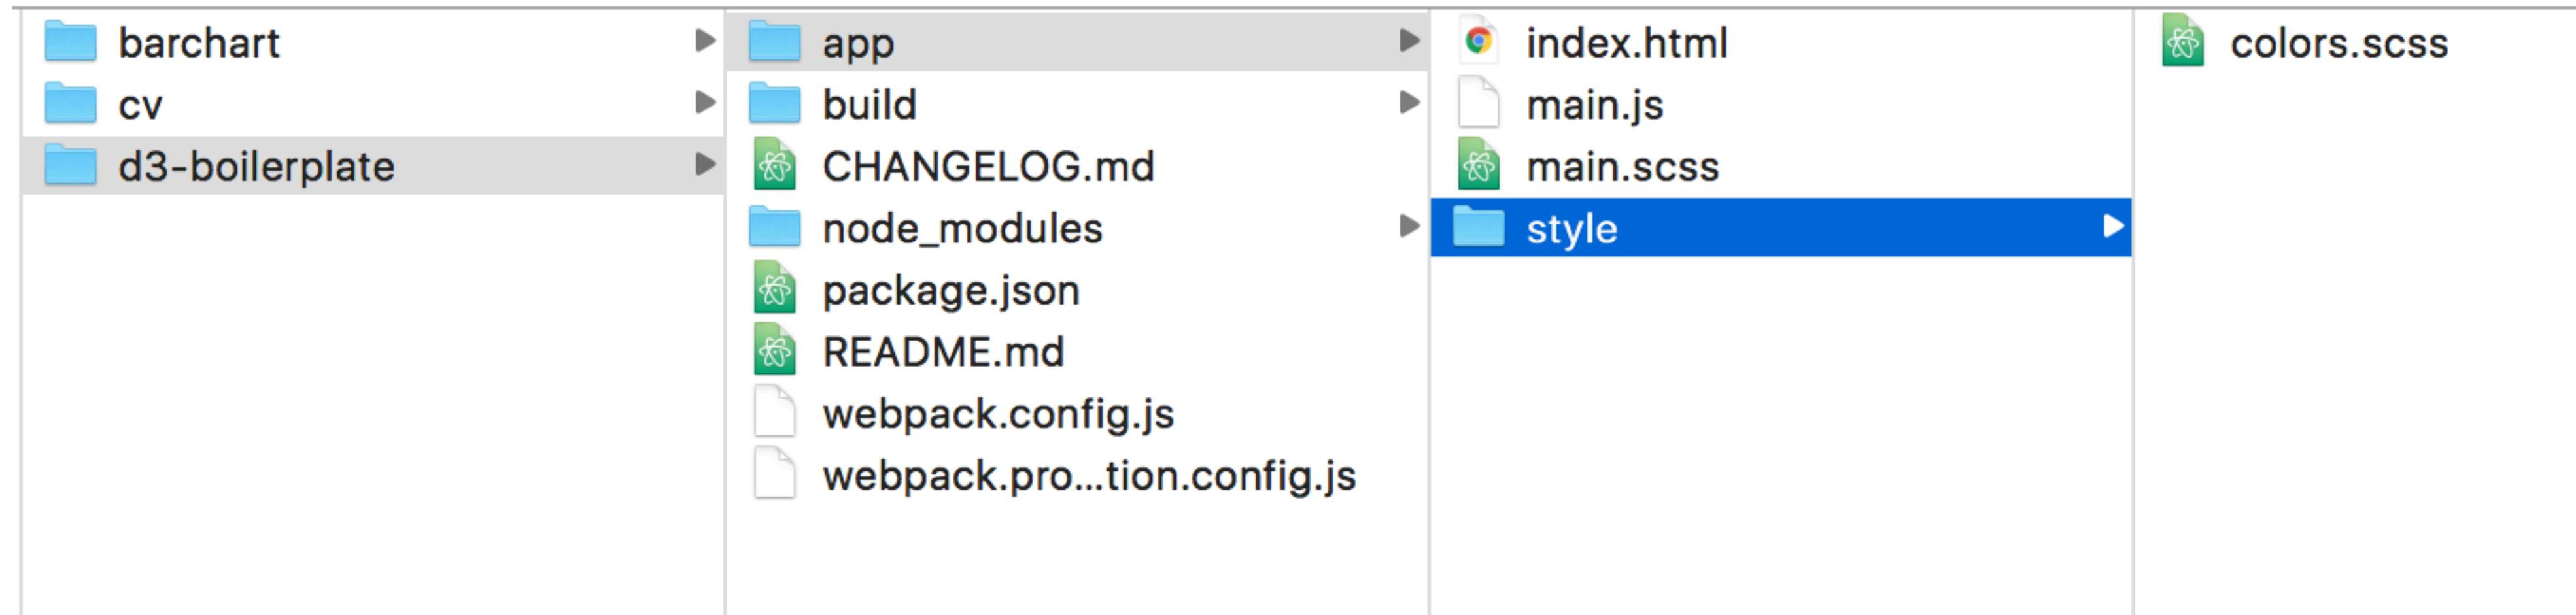 barchart
cv
d3-boilerplate
app
build
CHANGELOG.md
node_modules
package.json
README.md
webpack.config.js
webpack.pro...tion.config.js
index.html
main.js
main.scss
style
colors.scss